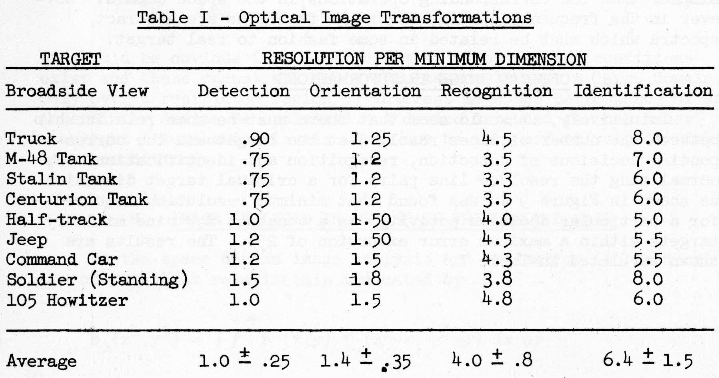 Table I - Optical Image Transformations
TARGET RESOLUTION PER MINIMUM DIMENSION
Broadside View Detection Orientation Recognition Identification
Truck .90 1.25 4.5 8.0
M-48 Tank .75 1.2 3.5 7.0
Stalin Tank .75 1.2 3.3 6.0
Centurian Tank .75 1.2 3.5 6.0
Half-track 1.0 1.50 4.0 5.0
Jeep 1.2 1.50 4.5 5.5
Command Car 1.2 1.5 4.3 5.5
Soldier (Standing) 1.5 1.8 3.8 8.0
105 Howitzer 1.0 1.5 4.8 6.0
Average 1.0 ± .25 1.4 ± .35 4.0 ± .8 6.4 ± 1.5